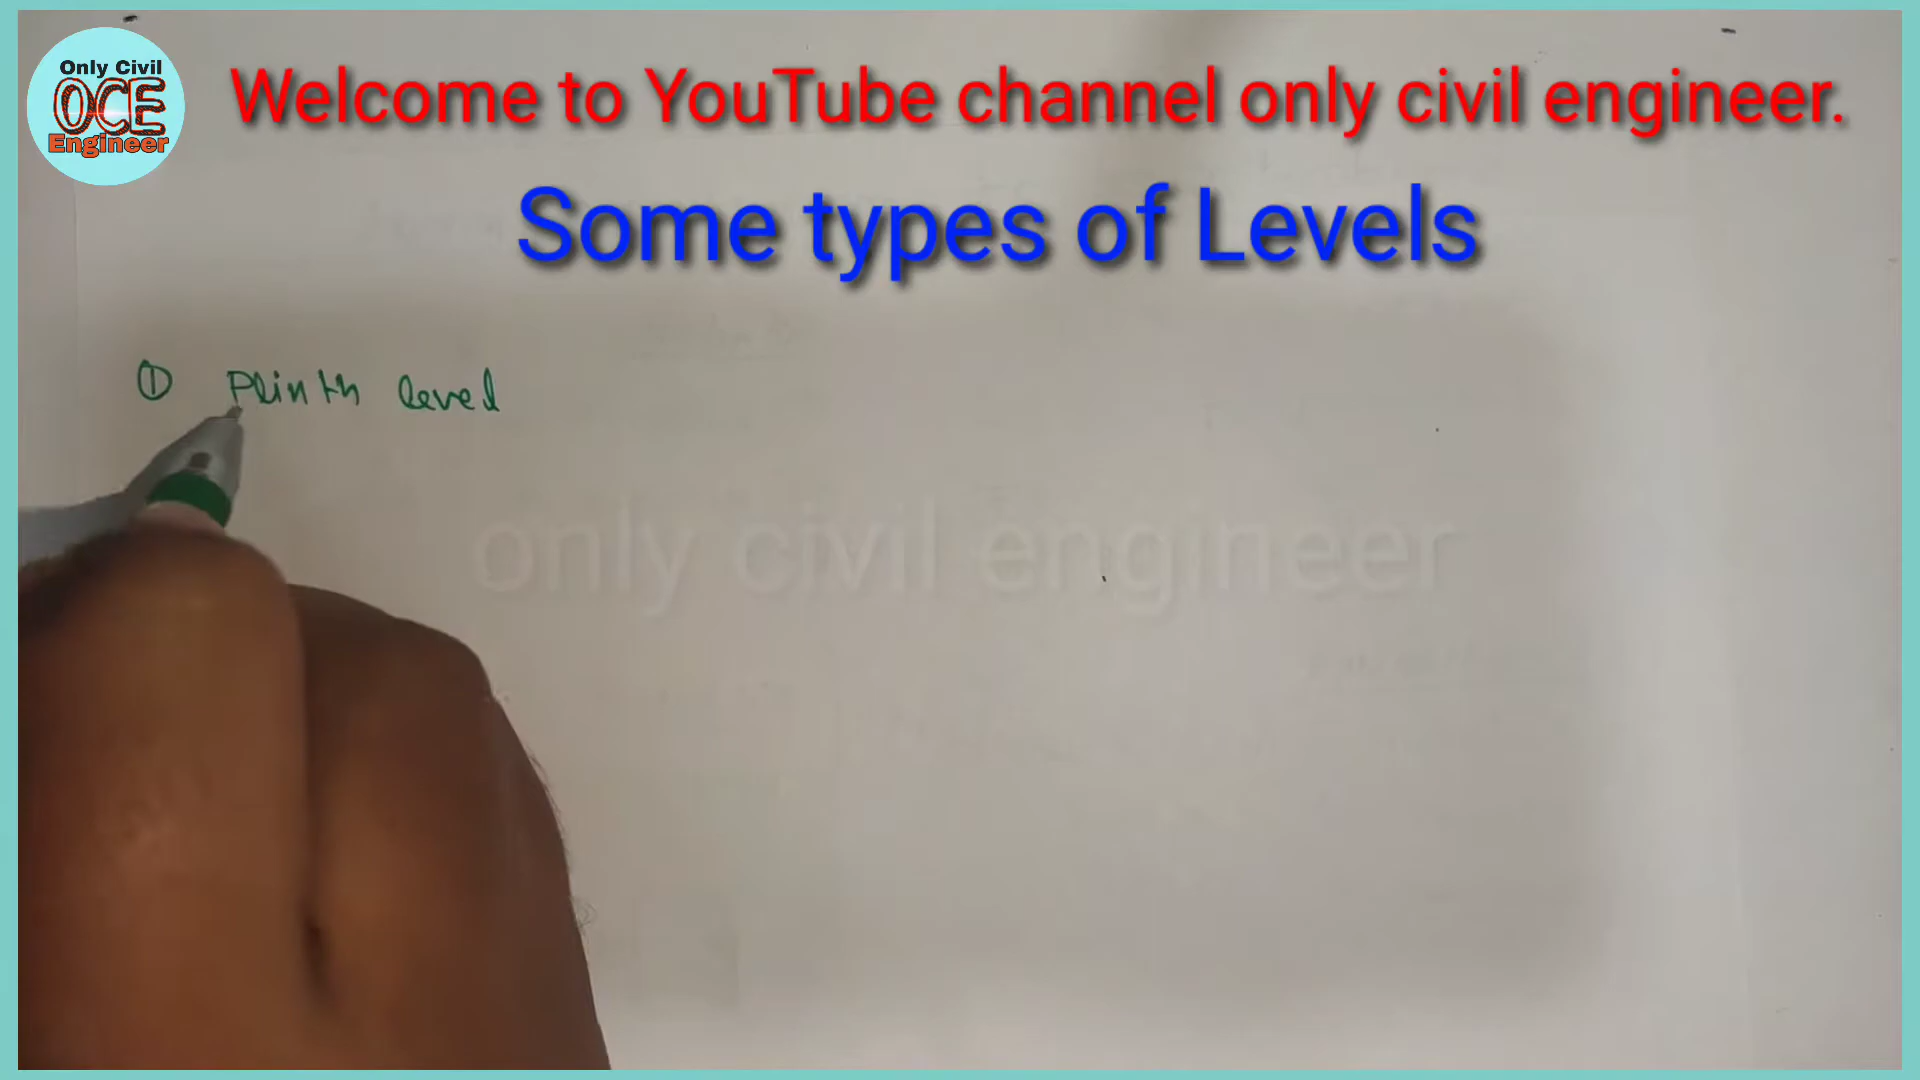 Only Civil
OCE
Engineer
Welcome to YouTube channel only civil engineer.
Some types of Levels
① Plinth level
only civil engineer